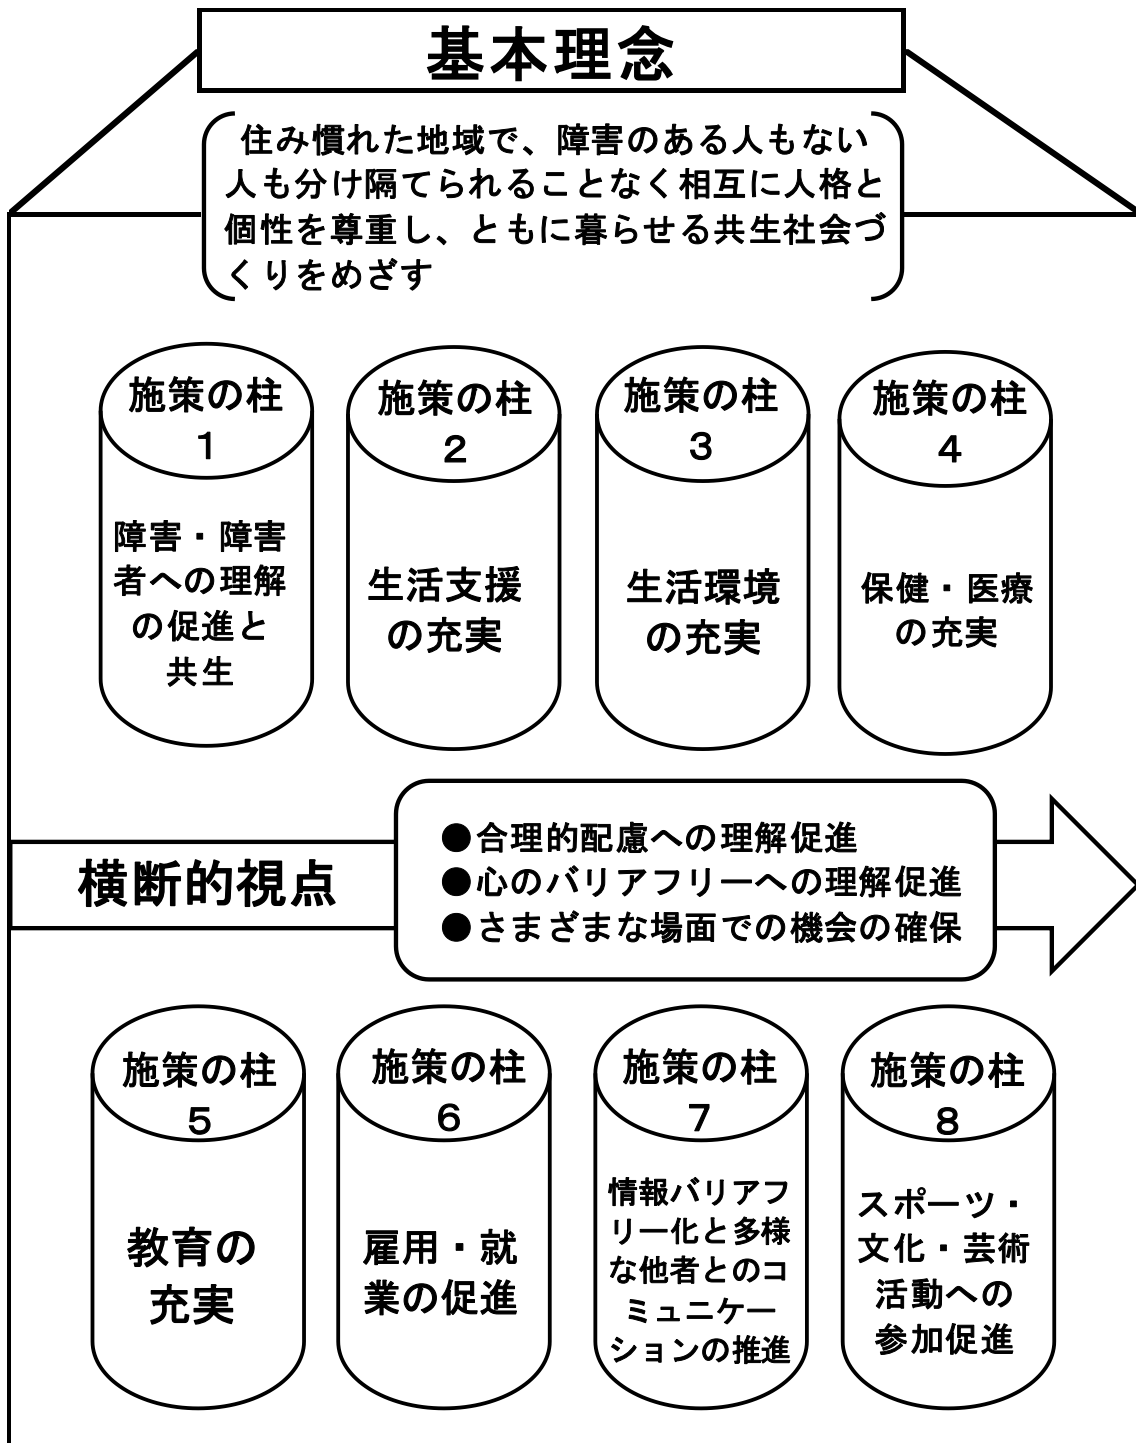 基本理念
住み慣れた地域で、障害のある人もない
人も分け隔てられることなく相互に人格と
個性を尊重し、ともに暮らせる共生社会づ
くりをめざす
施策の柱
1
障害・障害
者への理解
の促進と
共生
施策の柱
2
生活支援
の充実
施策の柱
3
生活環境
の充実
施策の柱
4
保健・医療
の充実
横断的視点
●合理的配慮への理解促進
●心のバリアフリーへの理解促進
●さまざまな場面での機会の確保
施策の柱
5
教育の
充実
施策の柱
6
雇用・就
業の促進
施策の柱
7
情報バリアフ
リー化と多様
な他者とのコ
ミュニケー
ションの推進
施策の柱
8
スポーツ・
文化・芸術
活動への
参加促進